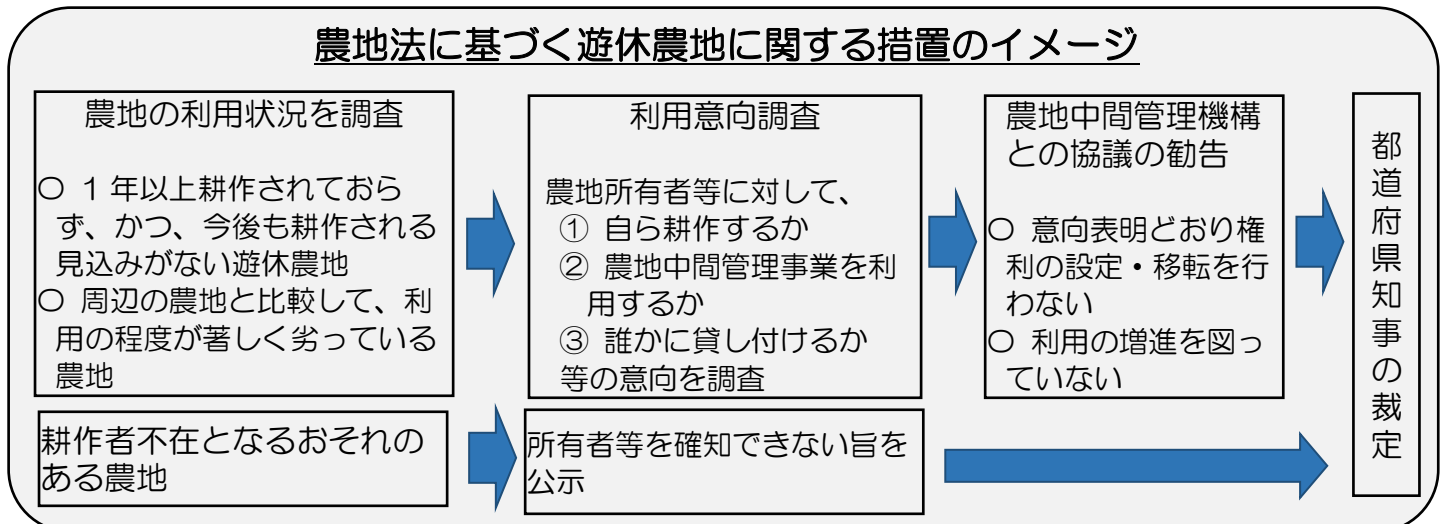 農地法に基づく遊休農地に関する措置のイメージ
農地の利用状況を調査
〇 1 年以上耕作されておら
ず、かつ、今後も耕作される
見込みがない遊休農地
〇 周辺の農地と比較して、利
用の程度が著しく劣っている
農地
利用意向調査
農地所有者等に対して、
① 自ら耕作するか
② 農地中間管理事業を利
用するか
③ 誰かに貸し付けるか
等の意向を調査
農地中間管理機構
との協議の勧告
〇 意向表明どおり権
利の設定・移転を行
わない
〇 利用の増進を図っ
ていない
都道府県知事の裁定
耕作者不在となるおそれの
ある農地
所有者等を確知できない旨を
公示